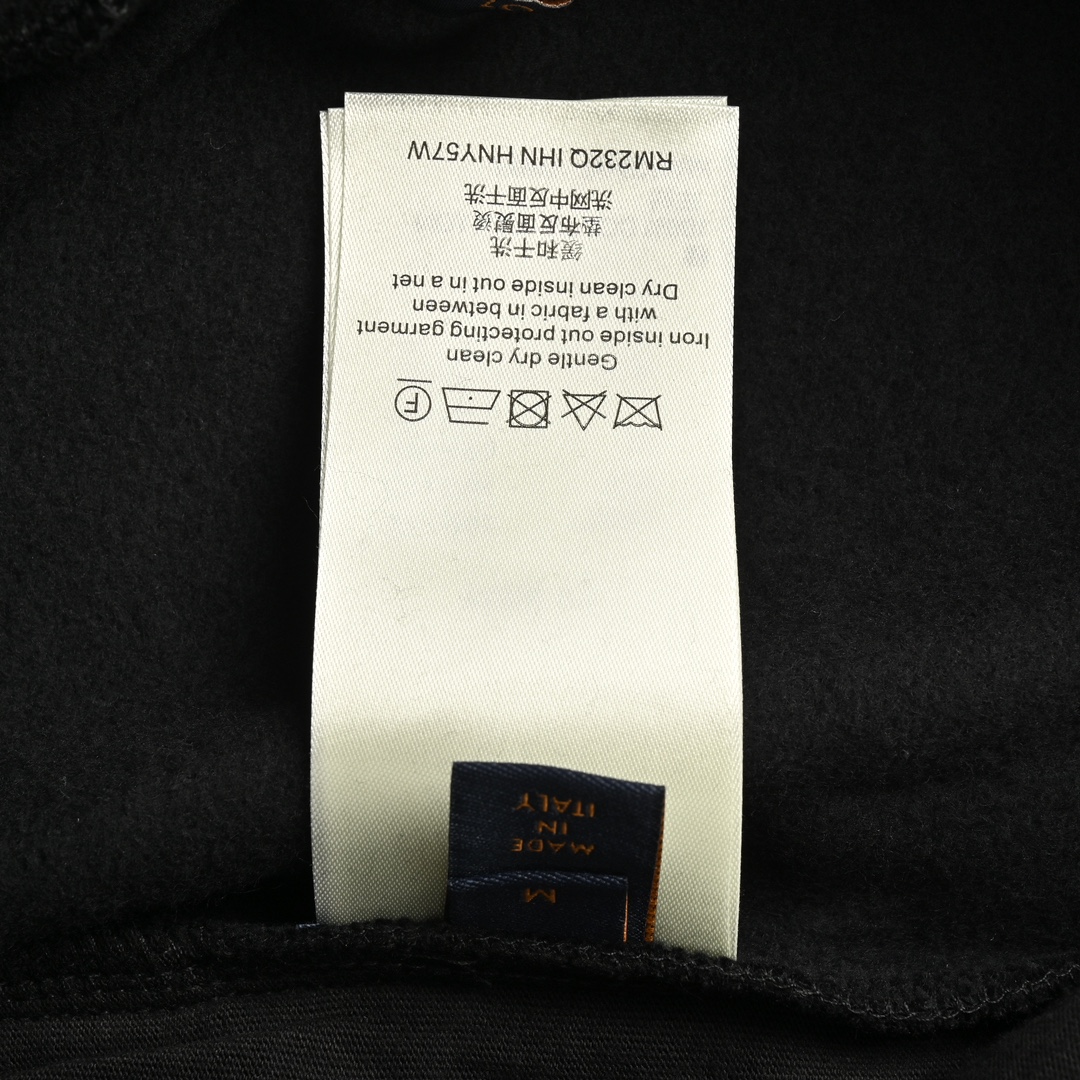 M
MADE
IN
ITALY
F
Gentle dry clean
Iron inside out protecting garment
with a fabric in between
Dry clean inside out in a net
缓和干洗
垫布反面熨烫
洗网中反面干洗
RM232Q IHN HNY57W